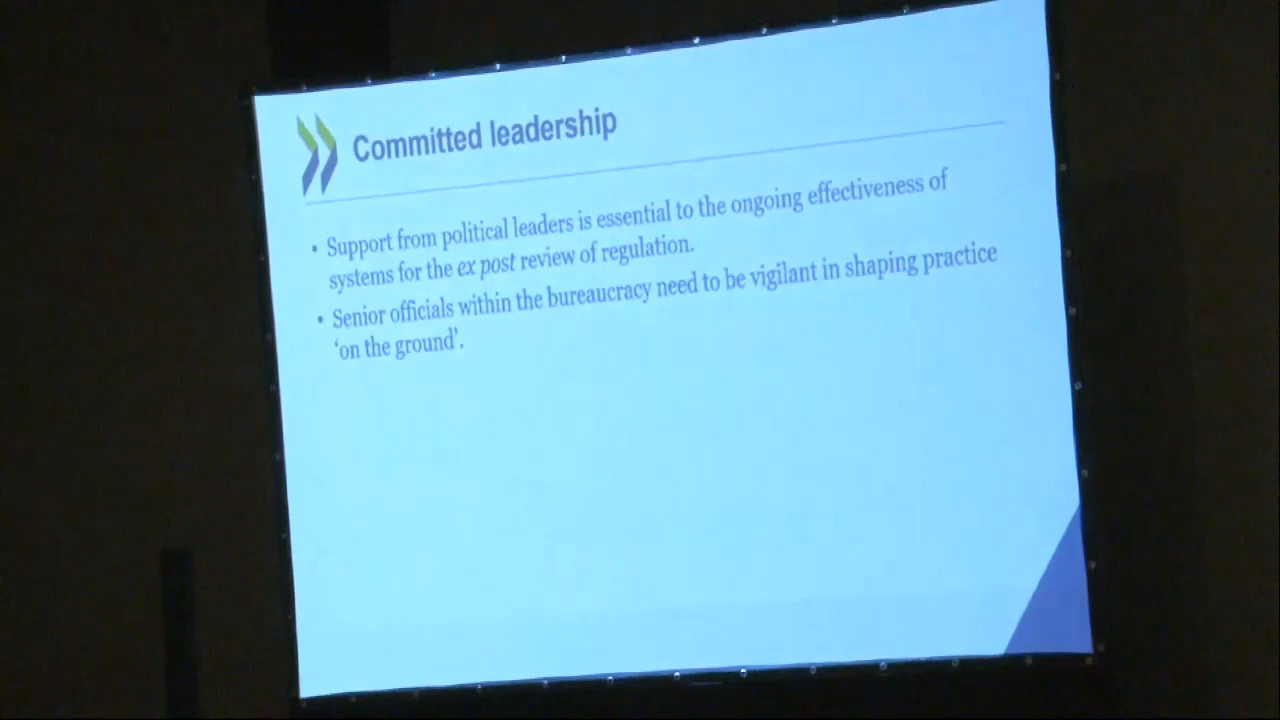 Committed leadership
• Support from political leaders is essential to the ongoing effectiveness of
systems for the ex post review of regulation.
• Senior officials within the bureaucracy need to be vigilant in shaping practice
‘on the ground’.